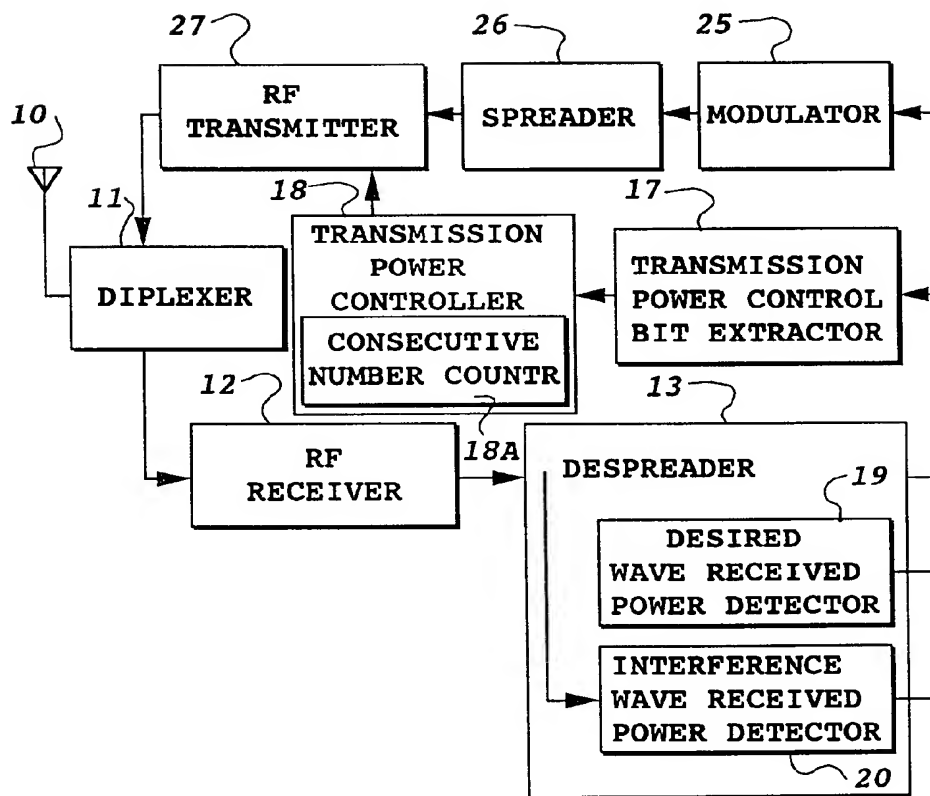 27
26
25
RF
TRANSMITTER
SPREADER
MODULATOR
10
11
18
17
DIPLEXER
TRANSMISSION
POWER
CONTROLLER
CONSECUTIVE
NUMBER COUNTR
18A
TRANSMISSION
POWER CONTROL
BIT EXTRACTOR
12
RF
RECEIVER
13
DESPREADER
19
DESIRED
WAVE RECEIVED
POWER DETECTOR
INTERFERENCE
WAVE RECEIVED
POWER DETECTOR
20